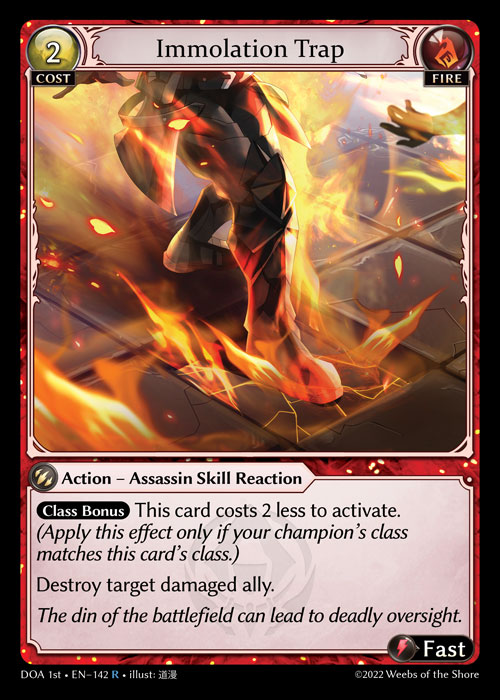 2
Immolation Trap
COST
FIRE
Action – Assassin Skill Reaction
Class Bonus This card costs 2 less to activate.
(Apply this effect only if your champion's class
matches this card's class.)
Destroy target damaged ally.
The din of the battlefield can lead to deadly oversight.
Fast
DOA 1st • EN-142 R • illust: 道漫
©2022 Weebs of the Shore